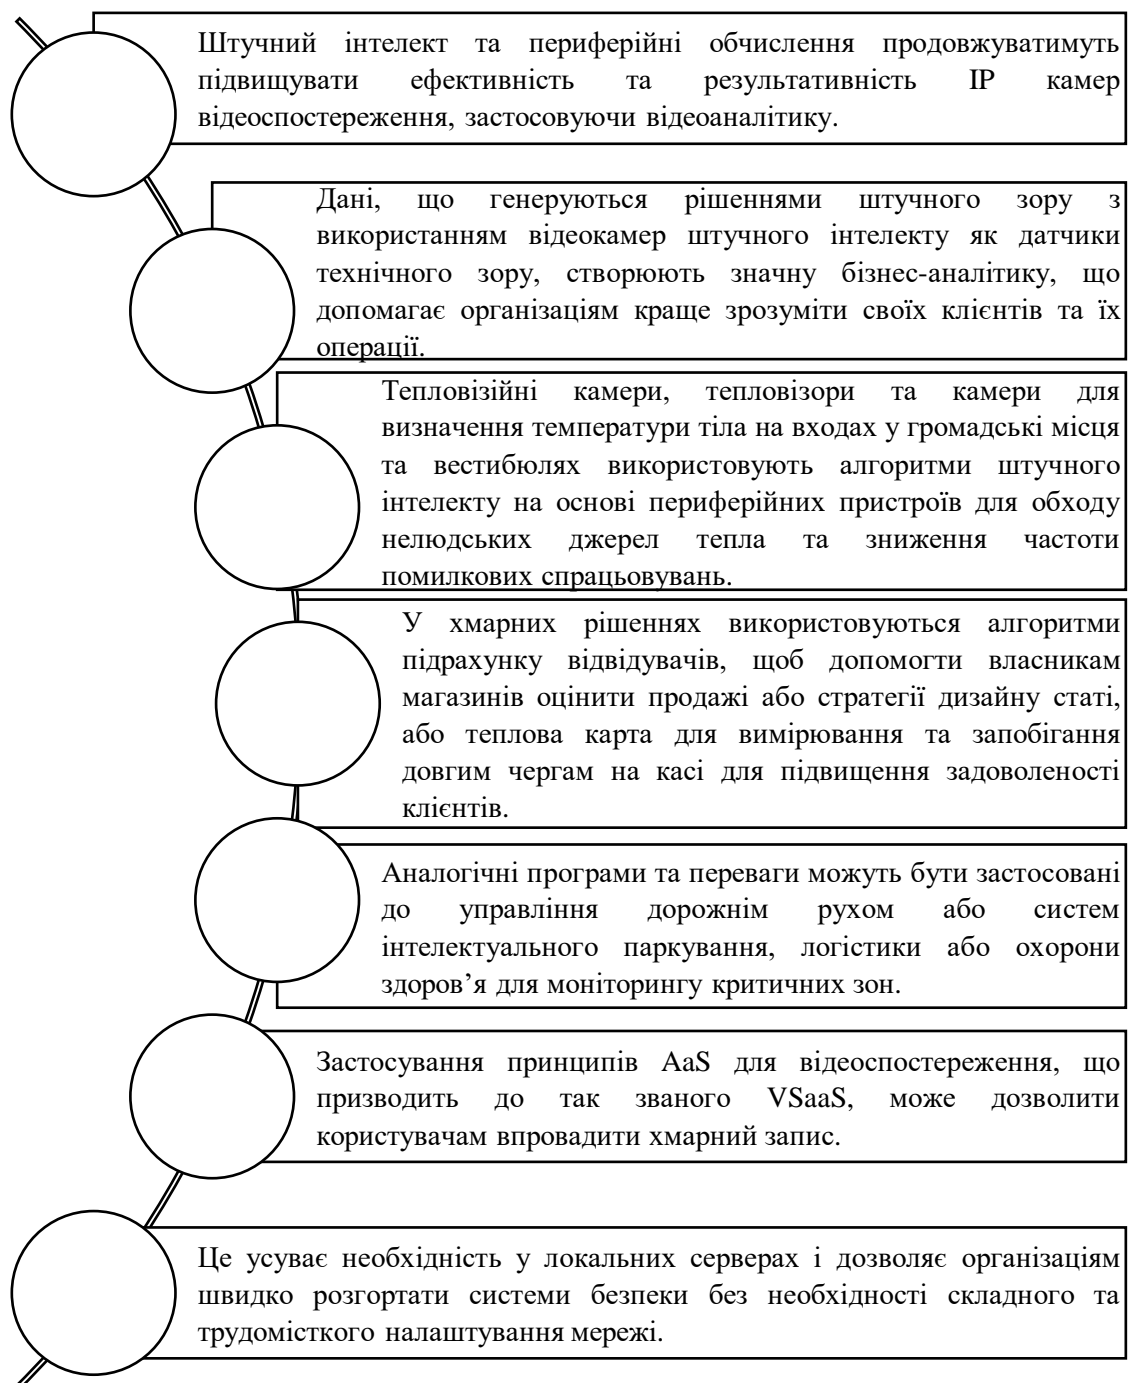 Штучний інтелект та периферійні обчислення продовжуватимуть
підвищувати ефективність та результативність IP камер
відеоспостереження, застосовуючи відеоаналітику.
Дані, що генеруються рішеннями штучного зору з
використанням відеокамер штучного інтелекту як датчики
технічного зору, створюють значну бізнес-аналітику, що
допомагає організаціям краще зрозуміти своїх клієнтів та їх
операції.
Тепловізійні камери, тепловізори та камери для
визначення температури тіла на входах у громадські місця
та вестибюлях використовують алгоритми штучного
інтелекту на основі периферійних пристроїв для обходу
нелюдських джерел тепла та зниження частоти
помилкових спрацьовувань.
У хмарних рішеннях використовуються алгоритми
підрахунку відвідувачів, щоб допомогти власникам
магазинів оцінити продажі або стратегії дизайну статі,
або теплова карта для вимірювання та запобігання
довгим чергам на касі для підвищення задоволеності
клієнтів.
Аналогічні програми та переваги можуть бути застосовані
до управління дорожнім рухом або систем
інтелектуального паркування, логістики або охорони
здоров’я для моніторингу критичних зон.
Застосування принципів AaS для відеоспостереження, що
призводить до так званого VSaaS, може дозволити
користувачам впровадити хмарний запис.
Це усуває необхідність у локальних серверах і дозволяє організаціям
швидко розгортати системи безпеки без необхідності складного та
трудомісткого налаштування мережі.